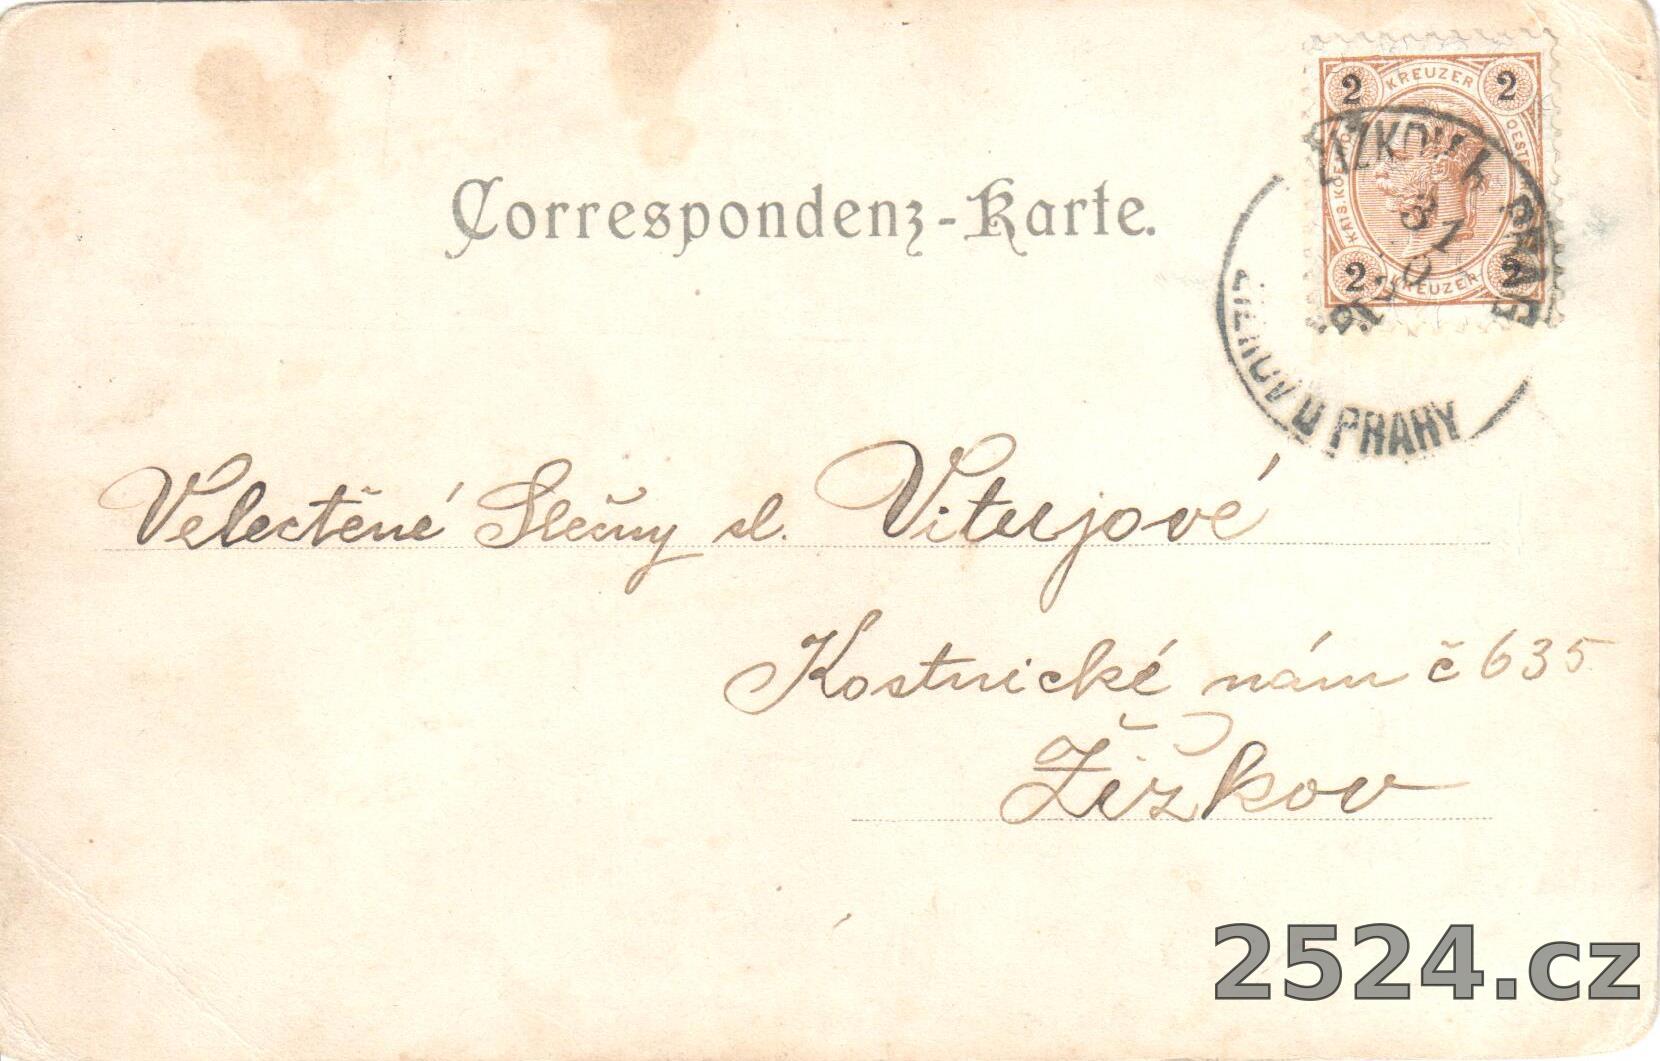 Correspondenz-Karte.
2 KREUZER 2
2 KREUZER 2
ŽIŽKOV U PRAHY
Velectěné Slečny sl. Vitujové
Kostnické nám č 635
Žižkov
2524.cz